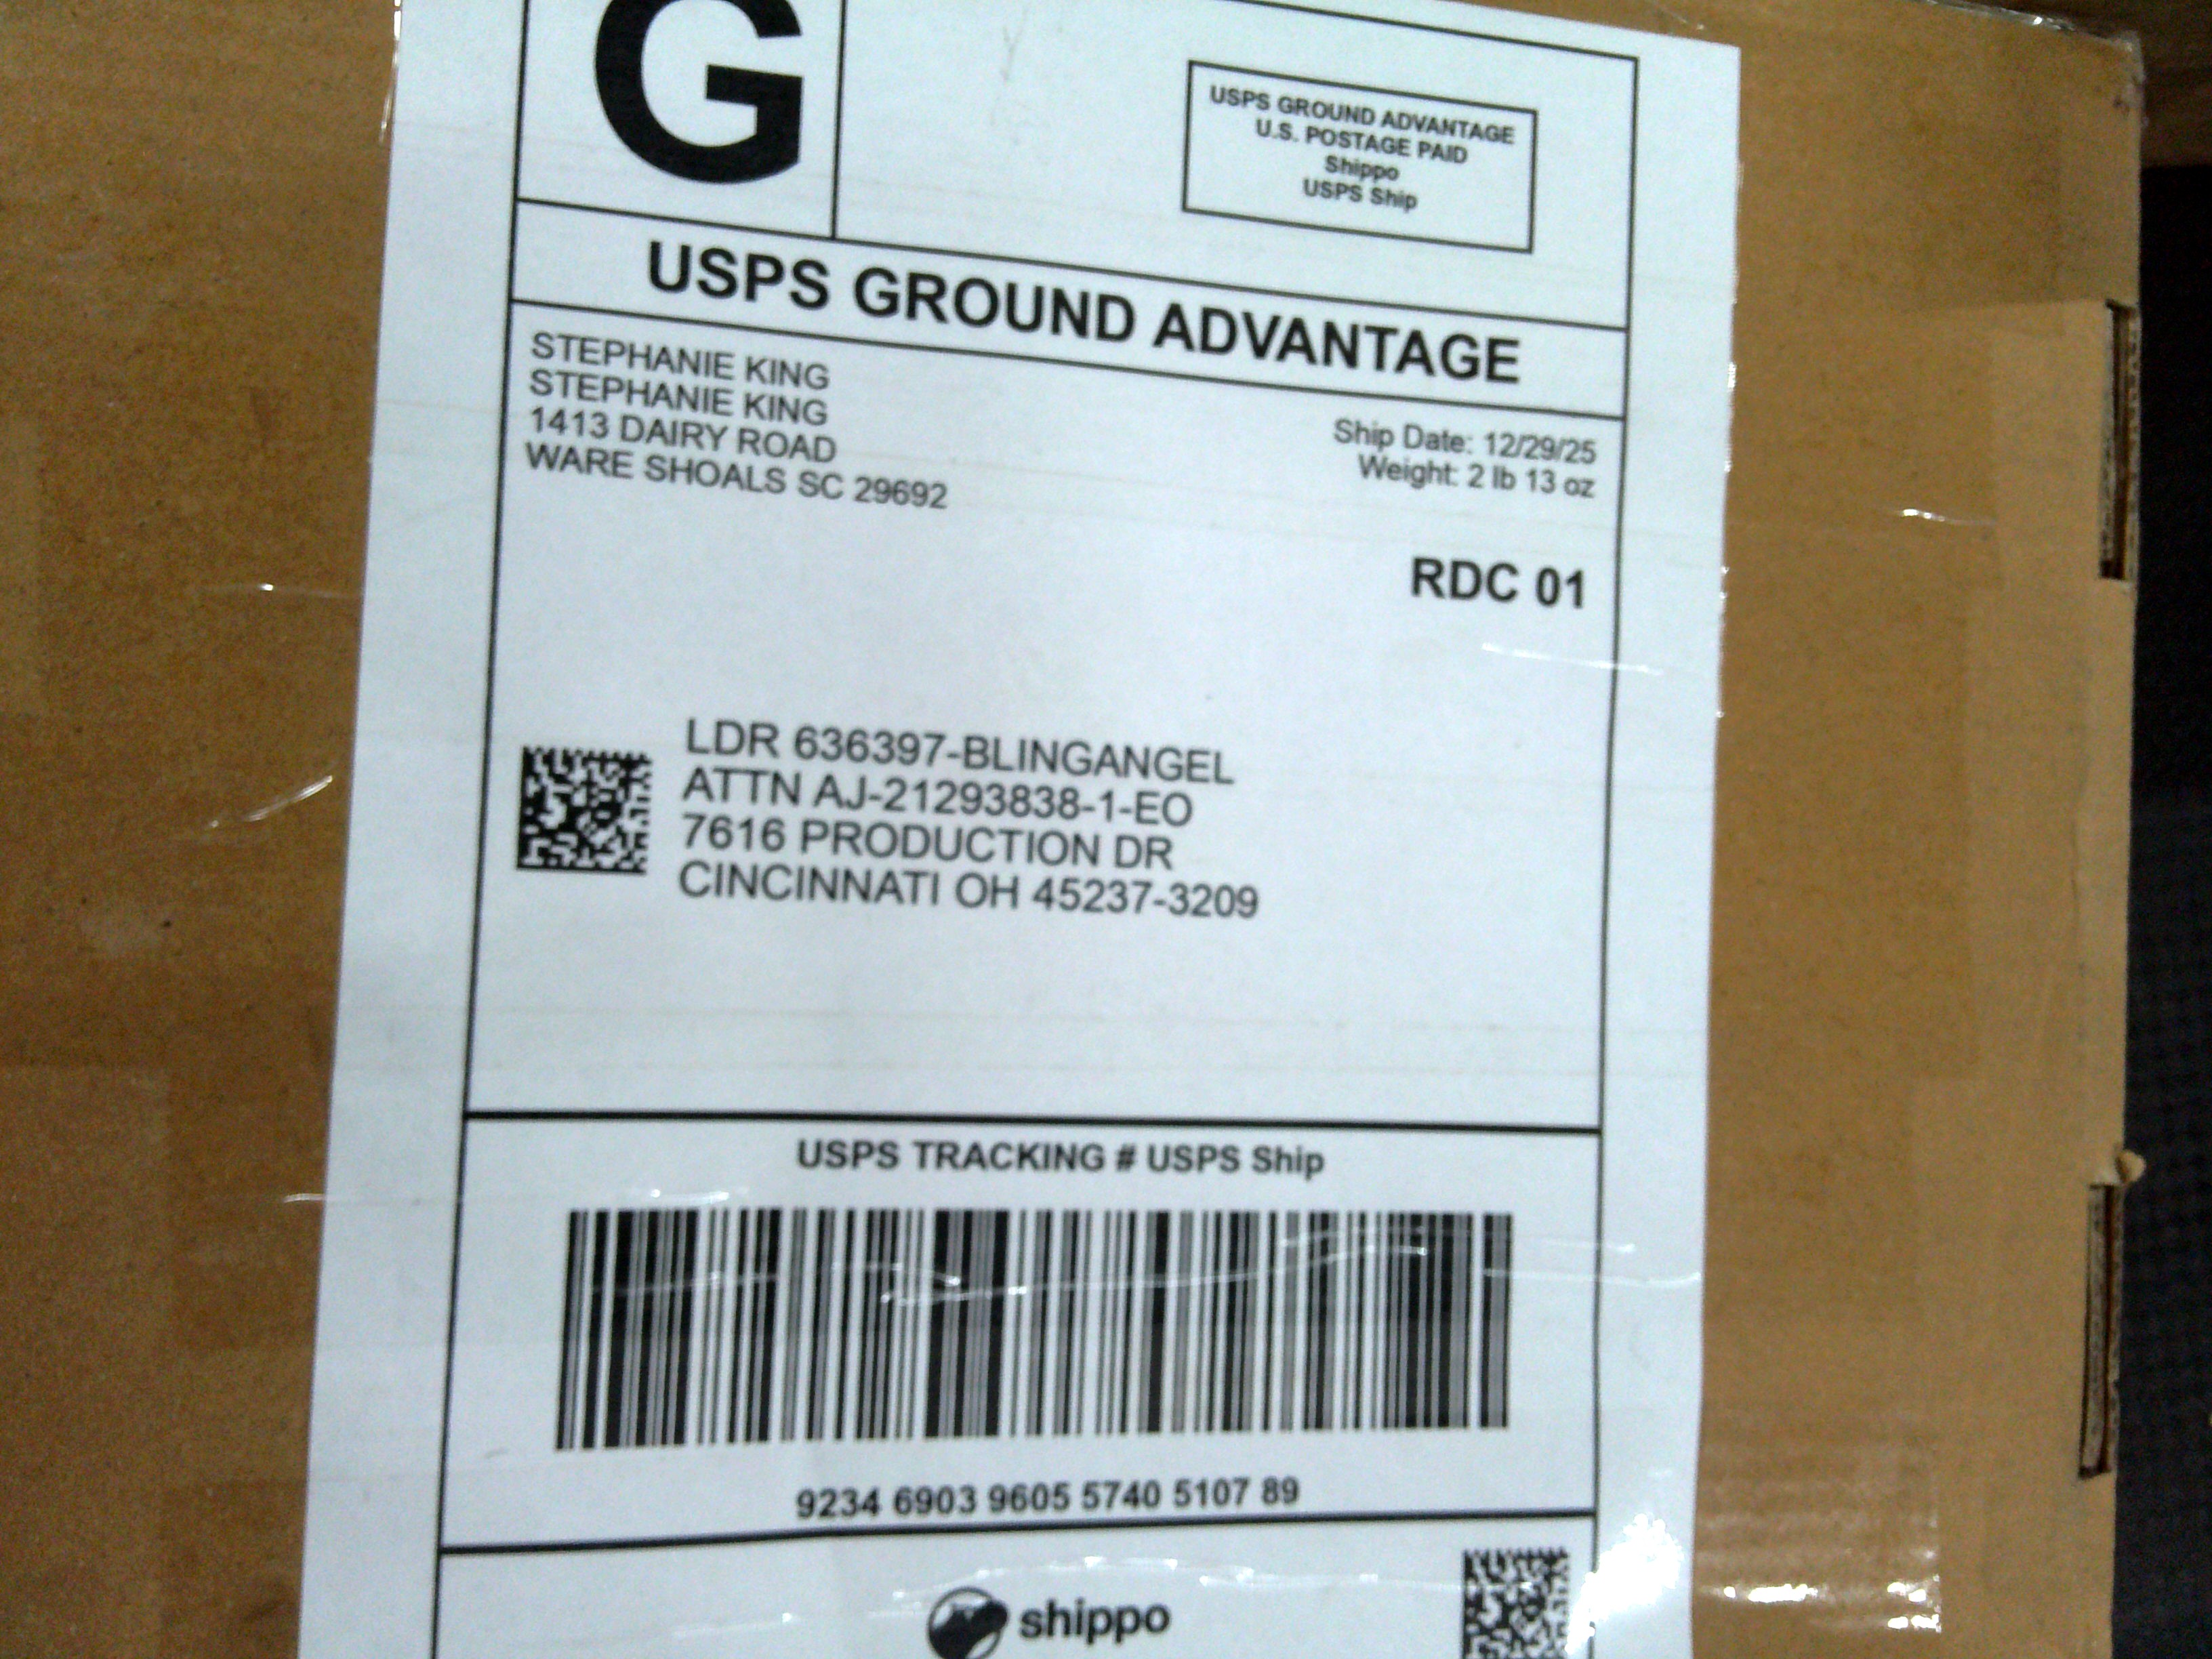 G
USPS GROUND ADVANTAGE
U.S. POSTAGE PAID
Shippo
USPS Ship
USPS GROUND ADVANTAGE
STEPHANIE KING
STEPHANIE KING
1413 DAIRY ROAD
WARE SHOALS SC 29692
Ship Date: 12/29/25
Weight: 2 lb 13 oz
RDC 01
LDR 636397-BLINGANGEL
ATTN AJ-21293838-1-EO
7616 PRODUCTION DR
CINCINNATI OH 45237-3209
USPS TRACKING # USPS Ship
9234 6903 9605 5740 5107 89
shippo